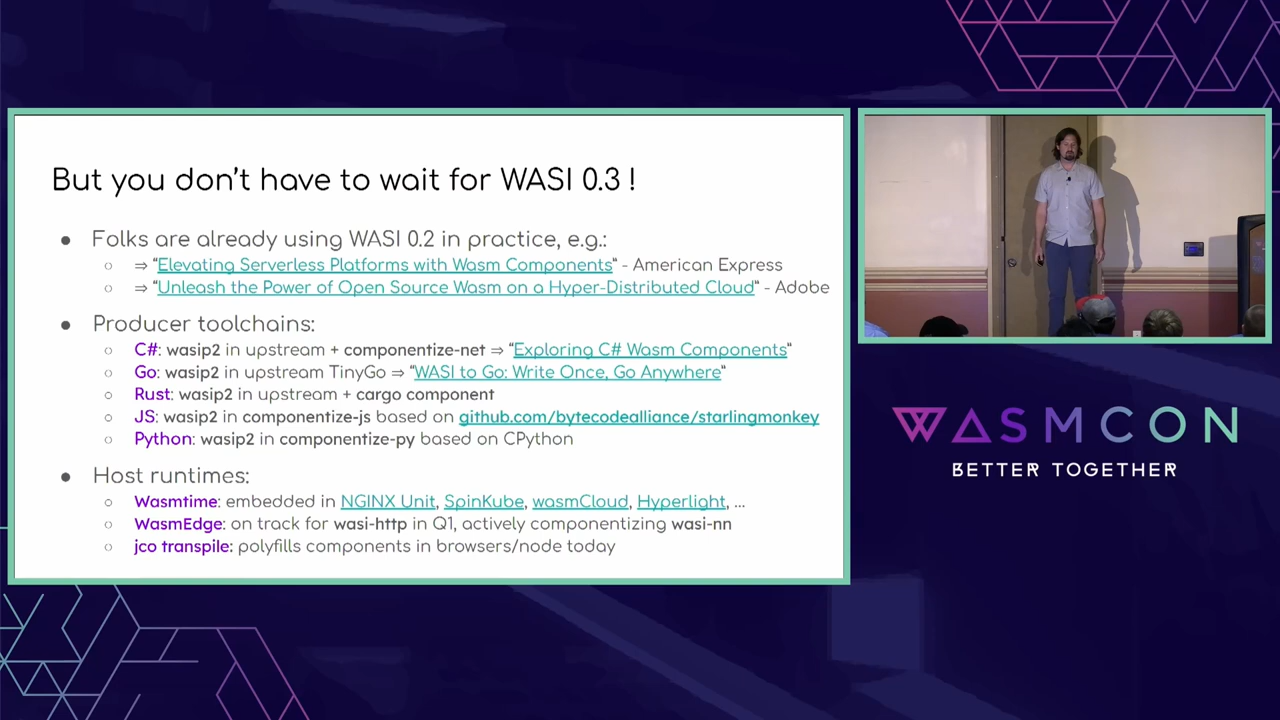 But you don't have to wait for WASI 0.3 !
● Folks are already using WASI 0.2 in practice, e.g.:
○ ⇒ "Elevating Serverless Platforms with Wasm Components" - American Express
○ ⇒ "Unleash the Power of Open Source Wasm on a Hyper-Distributed Cloud" - Adobe
● Producer toolchains:
○ C#: wasip2 in upstream + componentize-net ⇒ "Exploring C# Wasm Components"
○ Go: wasip2 in upstream TinyGo ⇒ "WASI to Go: Write Once, Go Anywhere"
○ Rust: wasip2 in upstream + cargo component
○ JS: wasip2 in componentize-js based on github.com/bytecodealliance/starlingmonkey
○ Python: wasip2 in componentize-py based on CPython
● Host runtimes:
○ Wasmtime: embedded in NGINX Unit, SpinKube, wasmCloud, Hyperlight, ...
○ WasmEdge: on track for wasi-http in Q1, actively componentizing wasi-nn
○ jco transpile: polyfills components in browsers/node today
WASMCON
BETTER TOGETHER